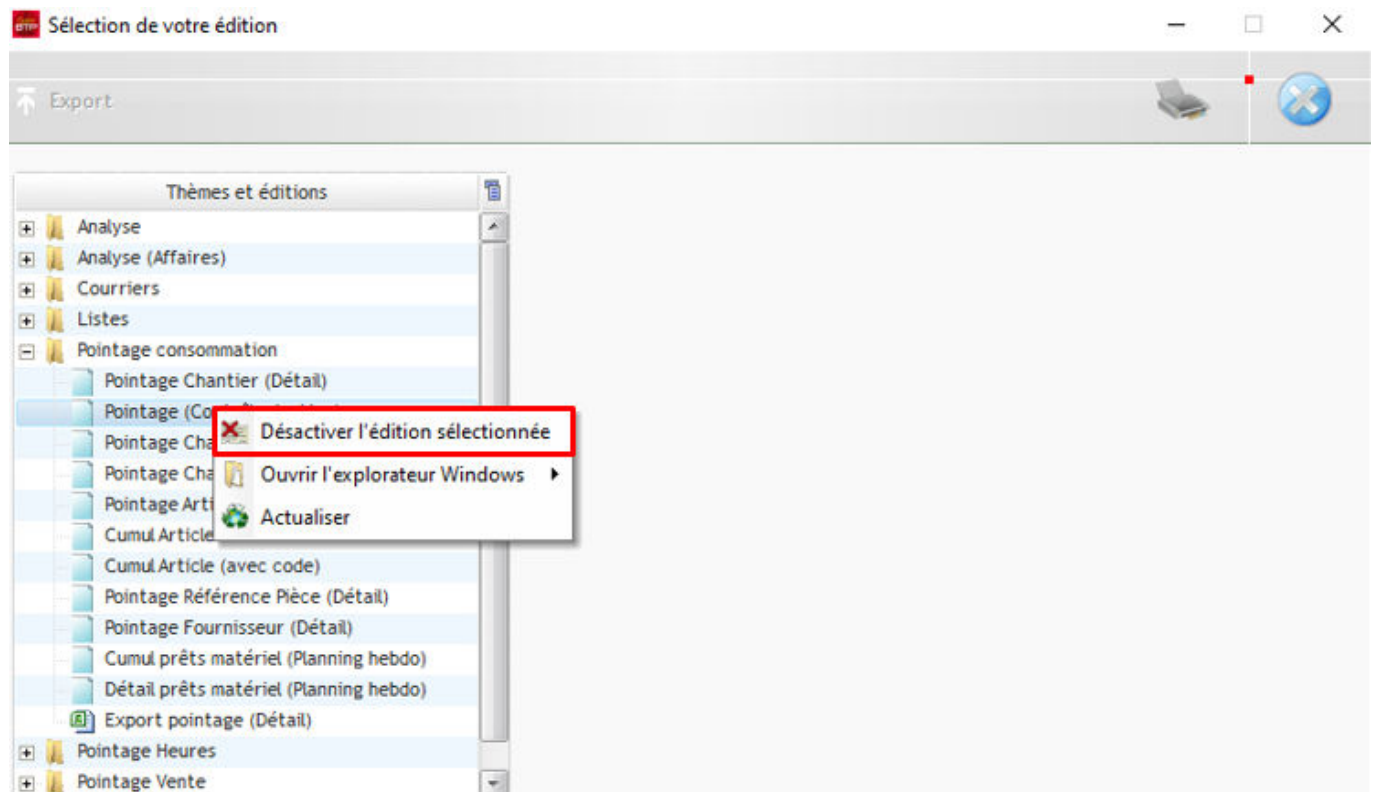 BTP Sélection de votre édition
Export
Thèmes et éditions
Analyse
Analyse (Affaires)
Courriers
Listes
Pointage consommation
Pointage Chantier (Détail)
Pointage
Désactiver l'édition sélectionnée
Pointage
Pointage
Ouvrir l'explorateur Windows
Pointage
Actualiser
Cumul Article
Cumul Article (avec code)
Pointage Référence Pièce (Détail)
Pointage Fournisseur (Détail)
Cumul prêts matériel (Planning hebdo)
Détail prêts matériel (Planning hebdo)
Export pointage (Détail)
Pointage Heures
Pointage Vente